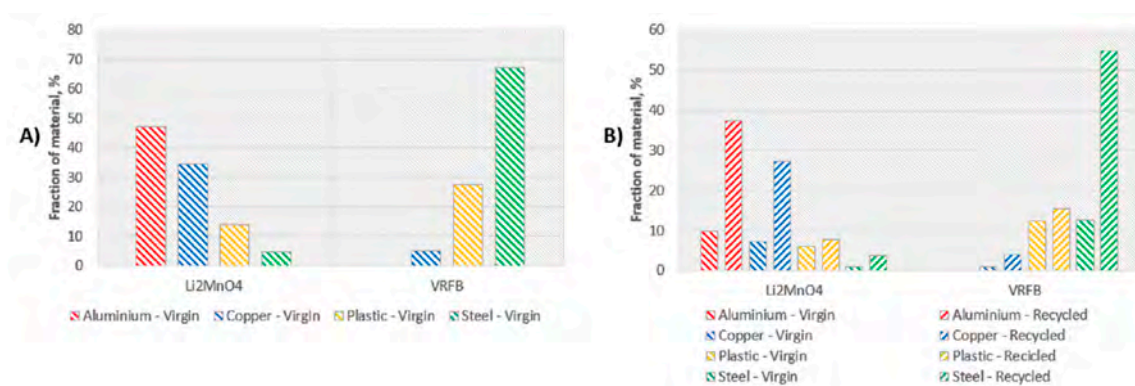 A)
Fraction of material, %
80
70
60
50
40
30
20
10
0
Li2MnO4 VRFB
Aluminium - Virgin Copper - Virgin Plastic - Virgin Steel - Virgin
B)
Fraction of material, %
60
50
40
30
20
10
0
Li2MnO4 VRFB
Aluminium - Virgin Aluminium - Recycled
Copper - Virgin Copper - Recycled
Plastic - Virgin Plastic - Recicled
Steel - Virgin Steel - Recycled